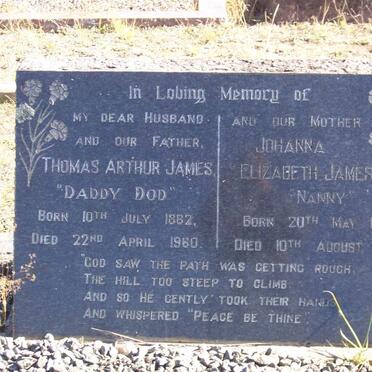 In Loving Memory of
MY DEAR HUSBAND
AND OUR FATHER,
THOMAS ARTHUR JAMES,
"DADDY DOD"
BORN 10TH JULY 1882,
DIED 22ND APRIL 1960.
AND OUR MOTHER
JOHANNA
ELIZABETH JAMES
"NANNY"
BORN 20TH MAY
DIED 10TH AUGUST
"GOD SAW THE PATH WAS GETTING ROUGH,
THE HILL TOO STEEP TO CLIMB
AND SO HE GENTLY TOOK THEIR HANDS
AND WHISPERED "PEACE BE THINE".